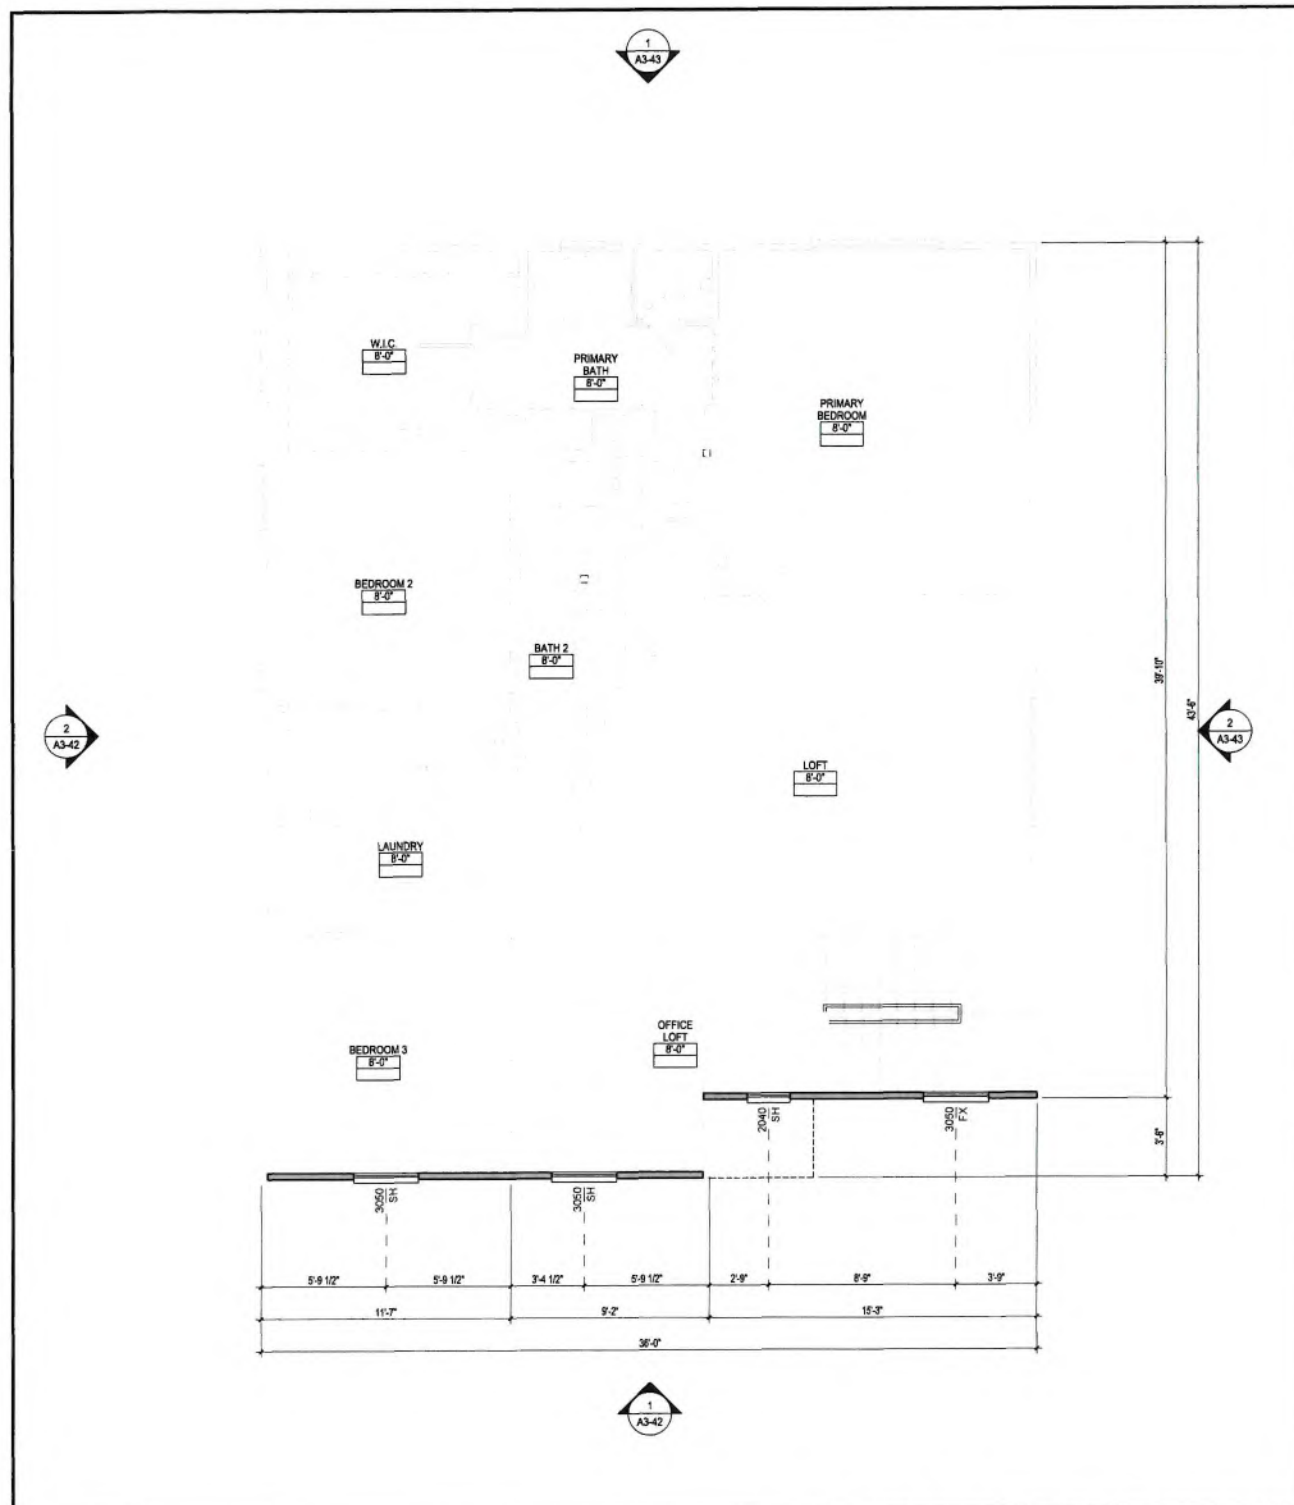 1
A3-43
W.I.C.
8'-0"
PRIMARY
BATH
8'-0"
PRIMARY
BEDROOM
8'-0"
BEDROOM 2
8'-0"
BATH 2
8'-0"
39'-10"
43'-6"
2
A3-42
2
A3-43
LOFT
8'-0"
LAUNDRY
8'-0"
OFFICE
LOFT
8'-0"
BEDROOM 3
8'-0"
2040
SH
3050
FX
3'-6"
3050
SH
3050
SH
5'-9 1/2"
5'-9 1/2"
3'-4 1/2"
5'-9 1/2"
2'-9"
8'-9"
3'-9"
11'-7"
9'-2"
15'-3"
36'-0"
1
A3-42